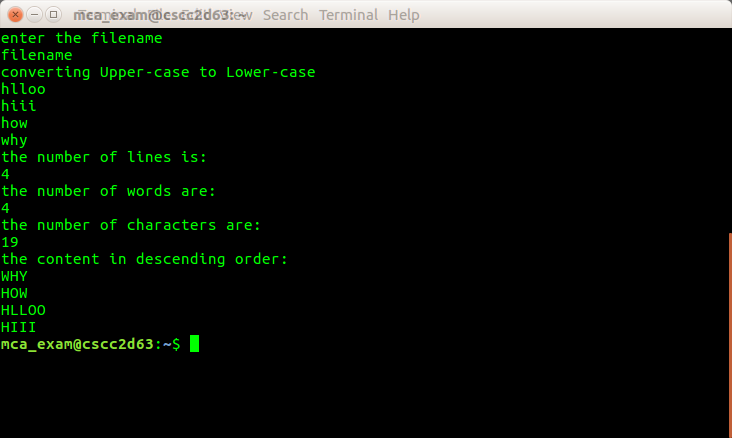 mca_exam@cscc2d63: ~
Terminal File Edit View Search Terminal Help
enter the filename
filename
converting Upper-case to Lower-case
hlloo
hiii
how
why
the number of lines is:
4
the number of words are:
4
the number of characters are:
19
the content in descending order:
WHY
HOW
HLLOO
HIII
mca_exam@cscc2d63:~$